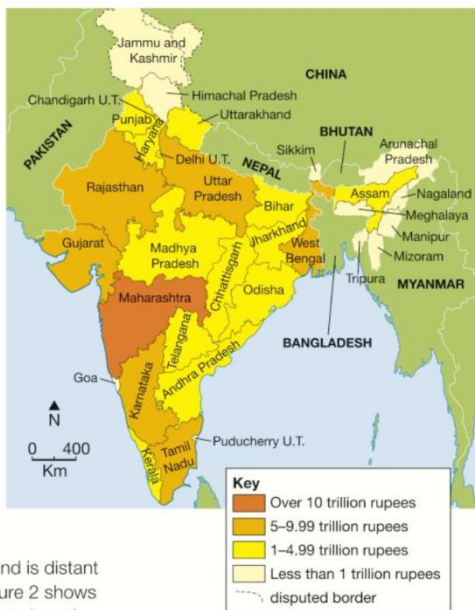 Jammu and
Kashmir
CHINA
Chandigarh U.T.
Himachal Pradesh
Punjab
Uttarakhand
Haryana
PAKISTAN
Delhi U.T.
NEPAL
Sikkim
BHUTAN
Arunachal
Pradesh
Rajasthan
Uttar
Pradesh
Bihar
Assam
Nagaland
Meghalaya
Manipur
Mizoram
Gujarat
Madhya
Pradesh
Jharkhand
West
Bengal
Chhattisgarh
Tripura
MYANMAR
Maharashtra
Odisha
BANGLADESH
Telangana
Andhra Pradesh
Goa
Karnataka
N
0 400
Km
Puducherry U.T.
Kerala
Tamil
Nadu
Key
Over 10 trillion rupees
5–9.99 trillion rupees
1–4.99 trillion rupees
Less than 1 trillion rupees
disputed border
nd is distant
ure 2 shows